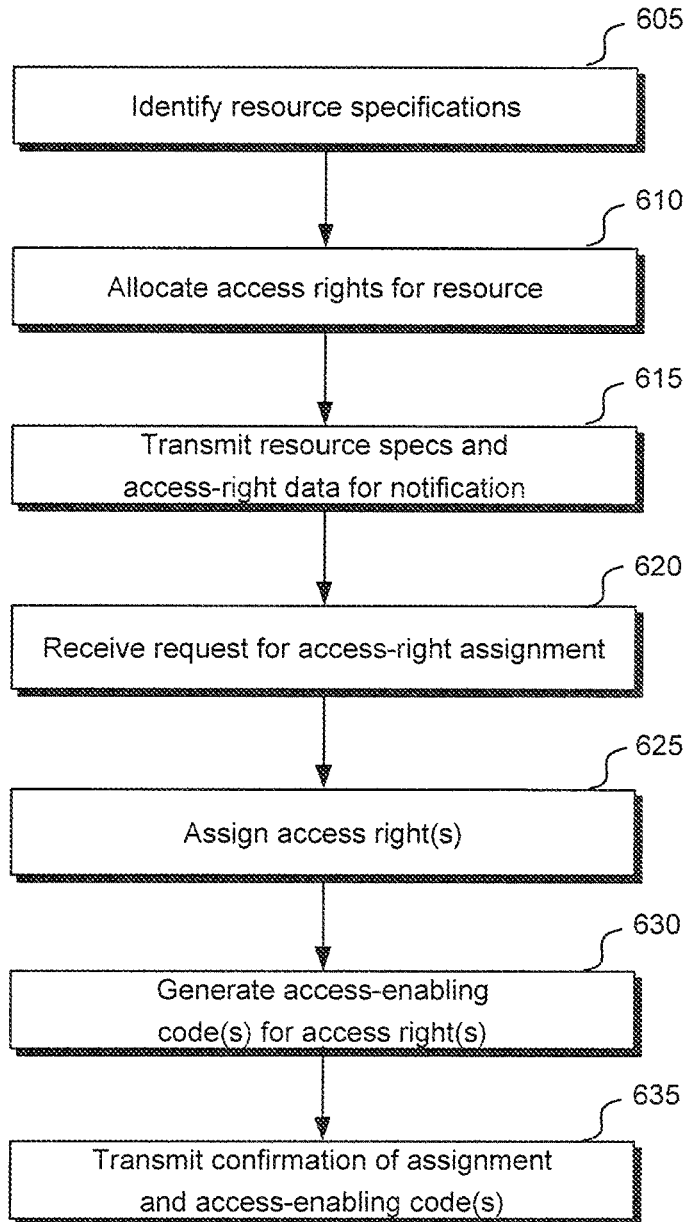 605
Identify resource specifications
610
Allocate access rights for resource
615
Transmit resource specs and
access-right data for notification
620
Receive request for access-right assignment
625
Assign access right(s)
630
Generate access-enabling
code(s) for access right(s)
635
Transmit confirmation of assignment
and access-enabling code(s)